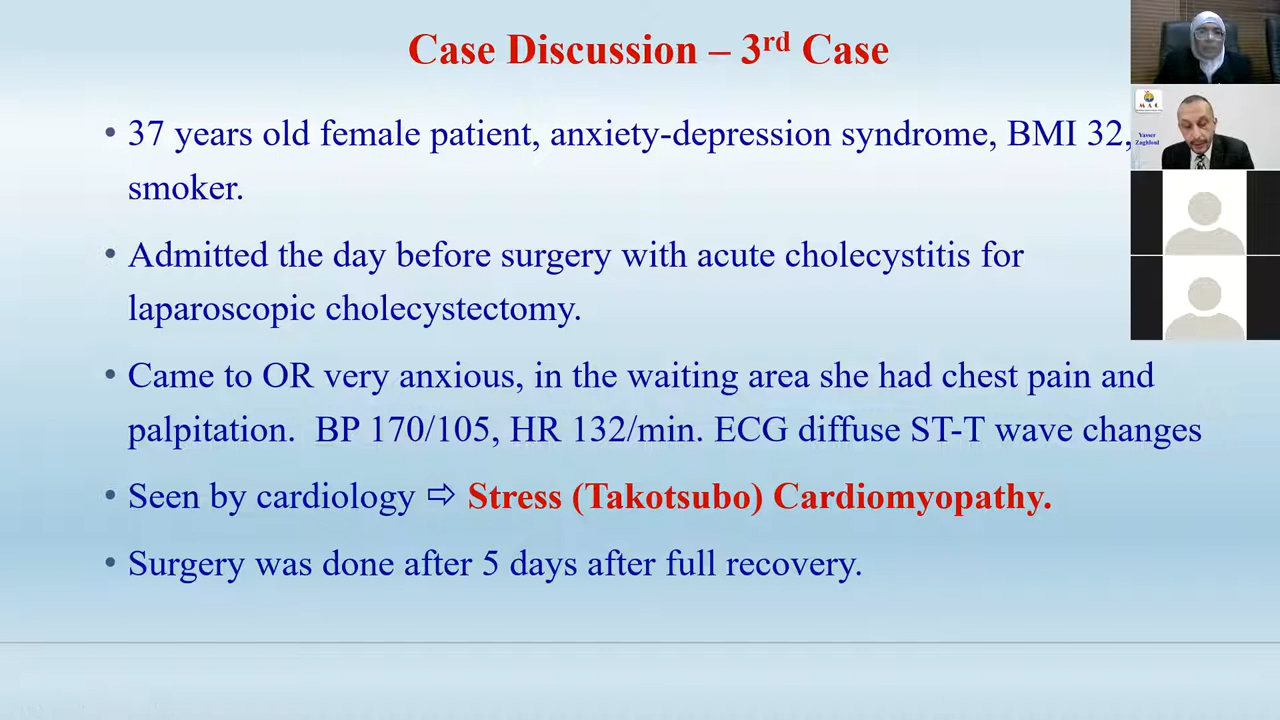 Case Discussion – 3rd Case
• 37 years old female patient, anxiety-depression syndrome, BMI 32,
smoker.
• Admitted the day before surgery with acute cholecystitis for
laparoscopic cholecystectomy.
• Came to OR very anxious, in the waiting area she had chest pain and
palpitation. BP 170/105, HR 132/min. ECG diffuse ST-T wave changes
• Seen by cardiology ⇨ Stress (Takotsubo) Cardiomyopathy.
• Surgery was done after 5 days after full recovery.
M A L
Yasser
Zaghloul